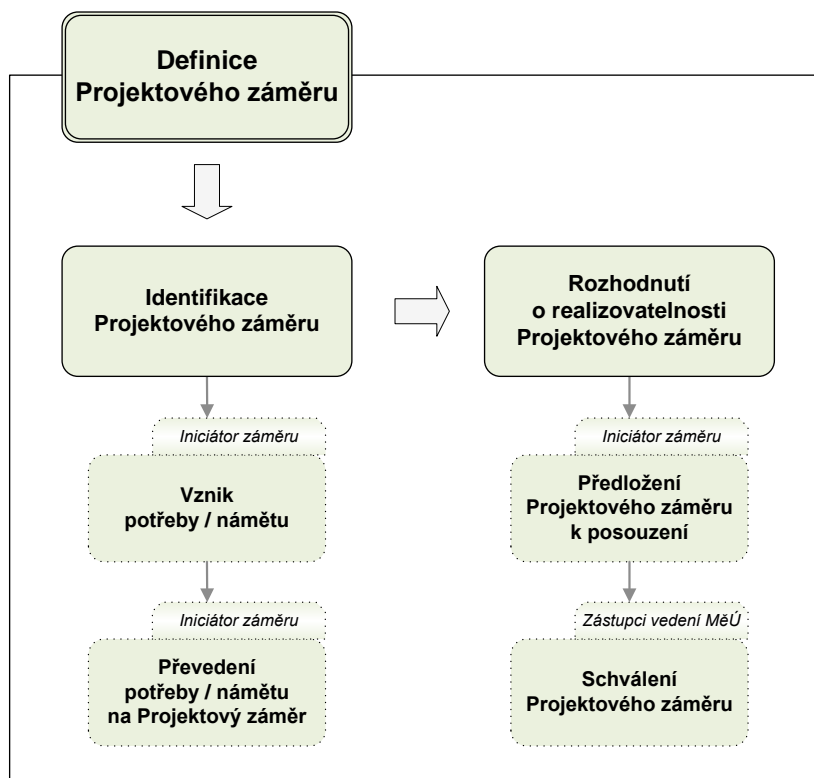 Definice
Projektového záměru
Identifikace
Projektového záměru
Rozhodnutí
o realizovatelnosti
Projektového záměru
Iniciátor záměru
Vznik
potřeby / námětu
Iniciátor záměru
Převedení
potřeby / námětu
na Projektový záměr
Iniciátor záměru
Předložení
Projektového záměru
k posouzení
Zástupci vedení MěÚ
Schválení
Projektového záměru